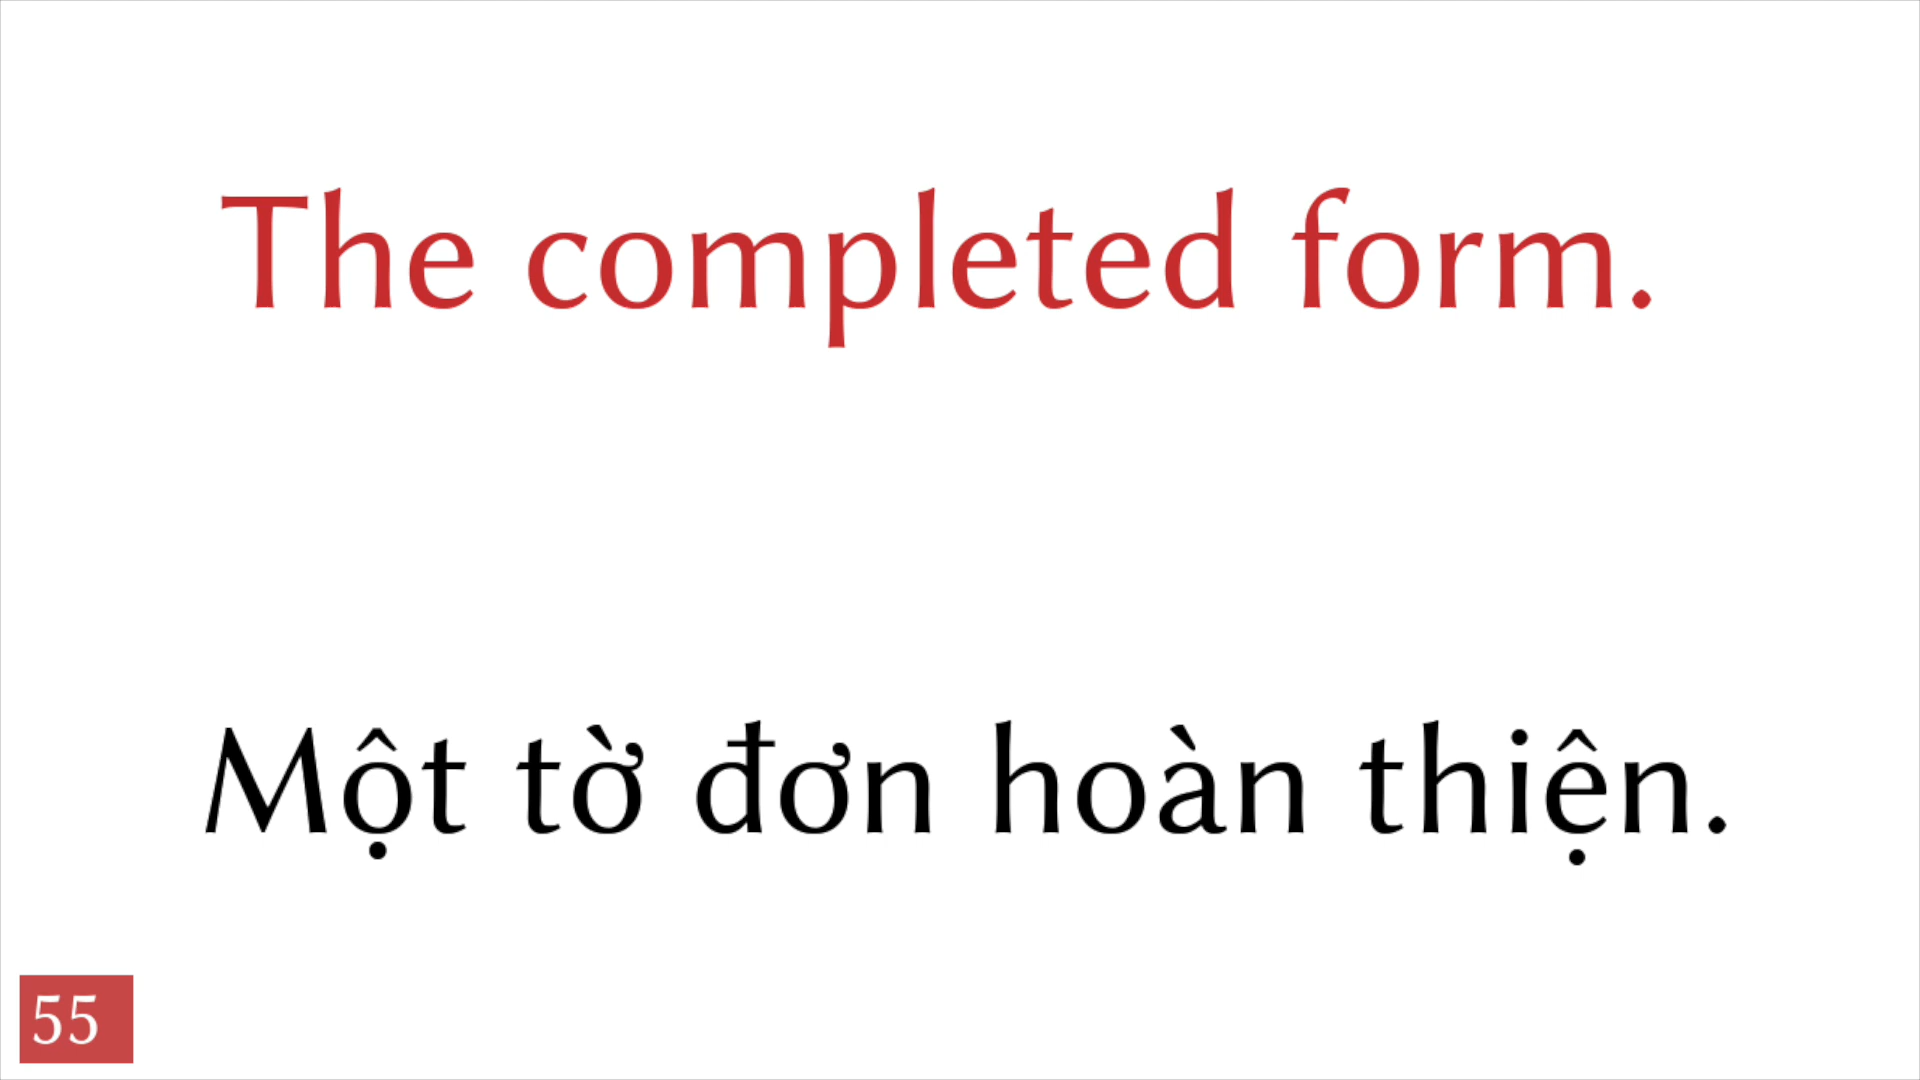 The completed form.
Một tờ đơn hoàn thiện.
55